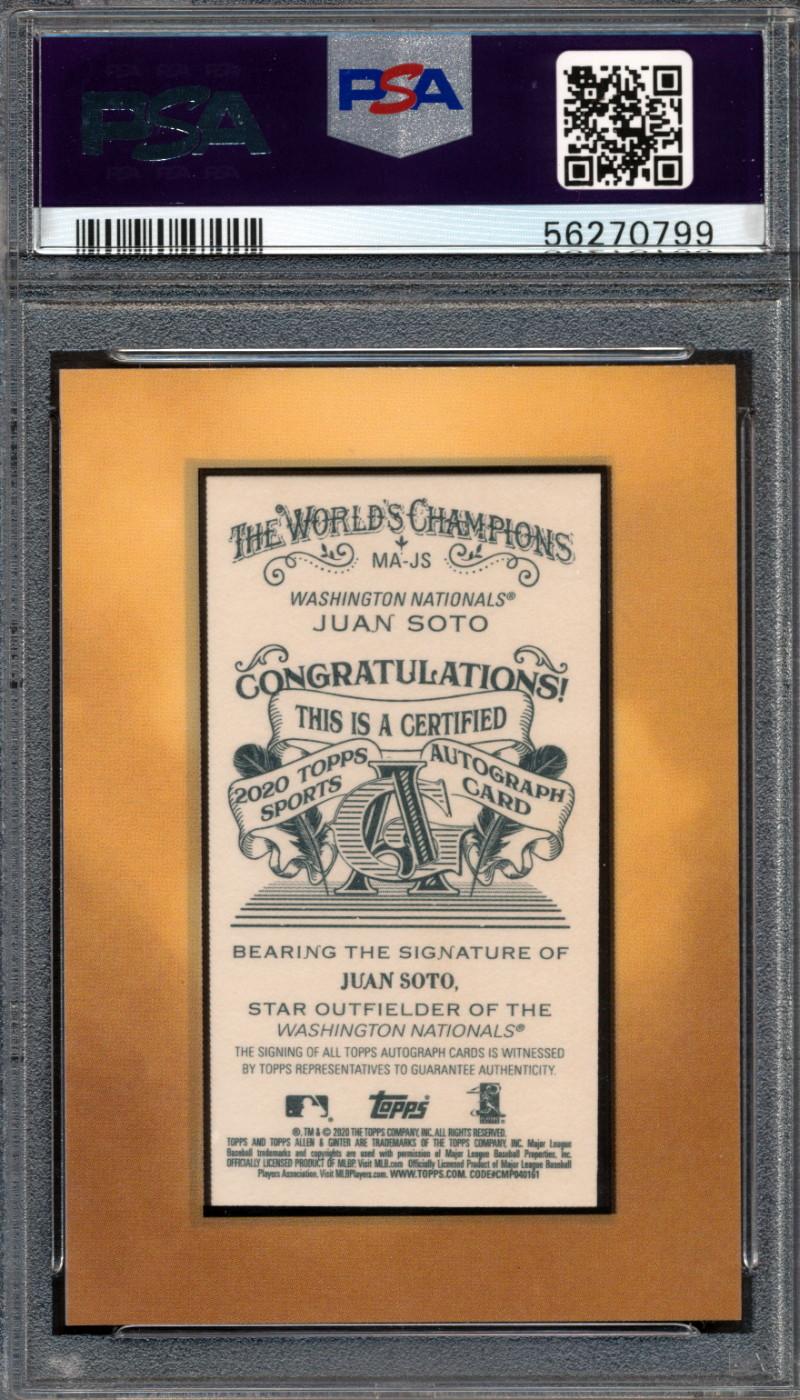 PSA
PSA
56270799
THE WORLD'S CHAMPIONS
MA-JS
WASHINGTON NATIONALS®
JUAN SOTO
CONGRATULATIONS!
THIS IS A CERTIFIED
2020 TOPPS SPORTS
AUTOGRAPH CARD
AG
BEARING THE SIGNATURE OF
JUAN SOTO,
STAR OUTFIELDER OF THE
WASHINGTON NATIONALS®
THE SIGNING OF ALL TOPPS AUTOGRAPH CARDS IS WITNESSED
BY TOPPS REPRESENTATIVES TO GUARANTEE AUTHENTICITY.
topps®
®, TM & © 2020 THE TOPPS COMPANY, INC. ALL RIGHTS RESERVED.
TOPPS AND TOPPS ALLEN & GINTER ARE TRADEMARKS OF THE TOPPS COMPANY, INC. Major League
Baseball trademarks and copyrights are used with permission of Major League Baseball Properties, Inc.
OFFICIALLY LICENSED PRODUCT OF MLBP. Visit MLB.com Officially Licensed Product of Major League Baseball
Players Association. Visit MLBPlayers.com. WWW.TOPPS.COM. CODE#CMP040161